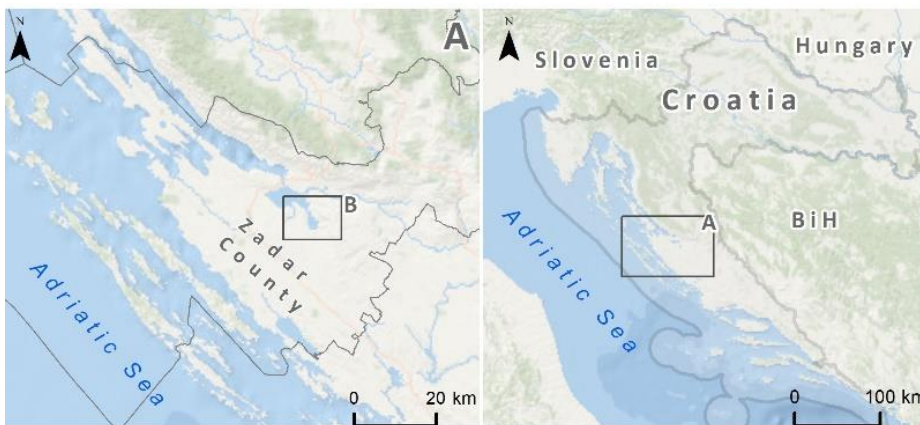 N
A
B
Zadar
County
Adriatic Sea
0 20 km
N
Slovenia
Hungary
Croatia
A
BiH
Adriatic Sea
0 100 km